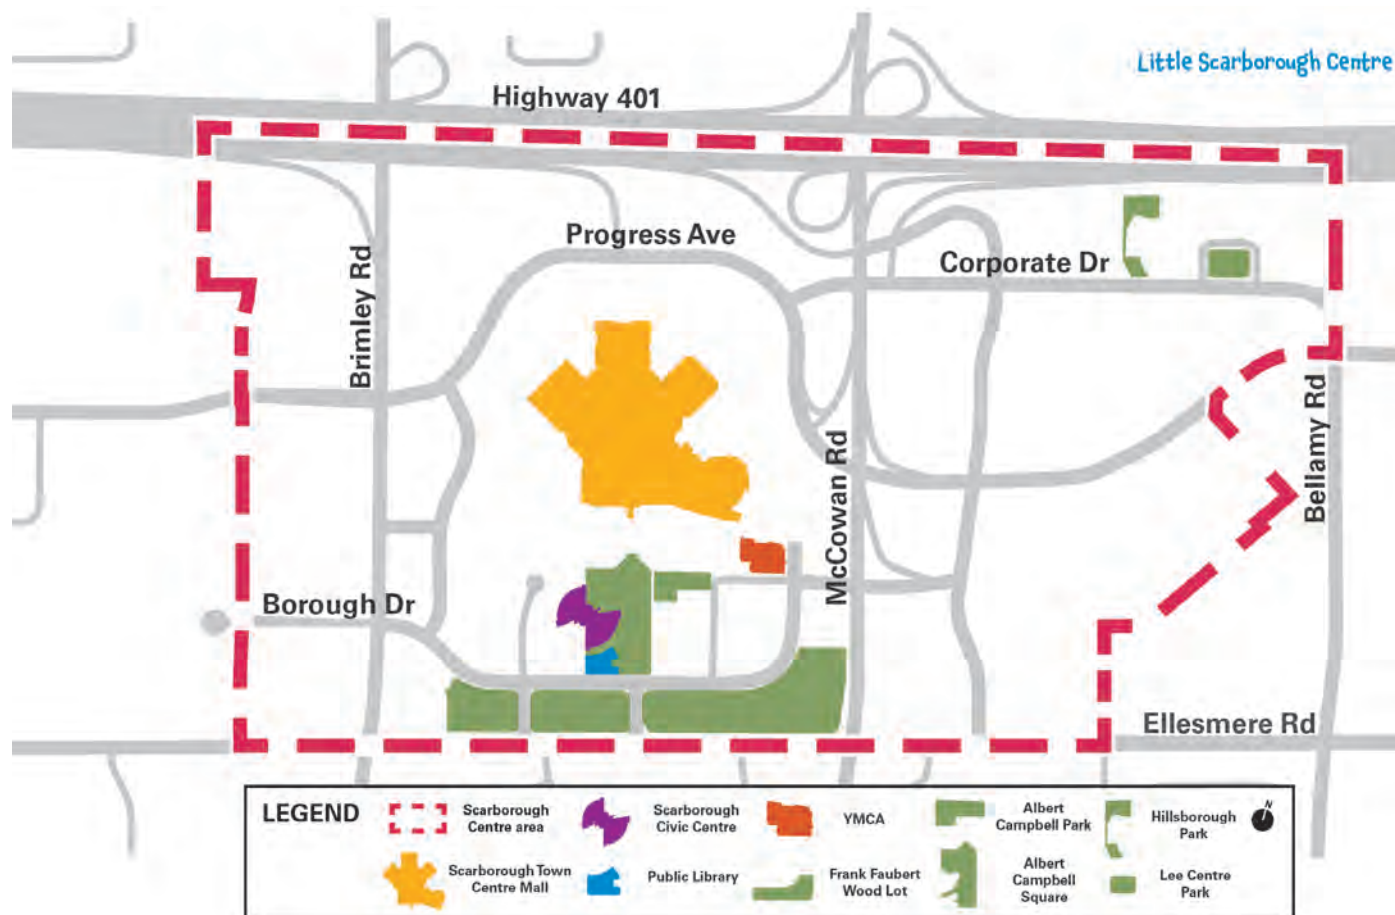 Little Scarborough Centre
Highway 401
Progress Ave
Corporate Dr
Brimley Rd
McCowan Rd
Bellamy Rd
Borough Dr
Ellesmere Rd
LEGEND
Scarborough
Centre area
Scarborough
Civic Centre
YMCA
Albert
Campbell Park
Hillsborough
Park
N
Scarborough Town
Centre Mall
Public Library
Frank Faubert
Wood Lot
Albert
Campbell
Square
Lee Centre
Park